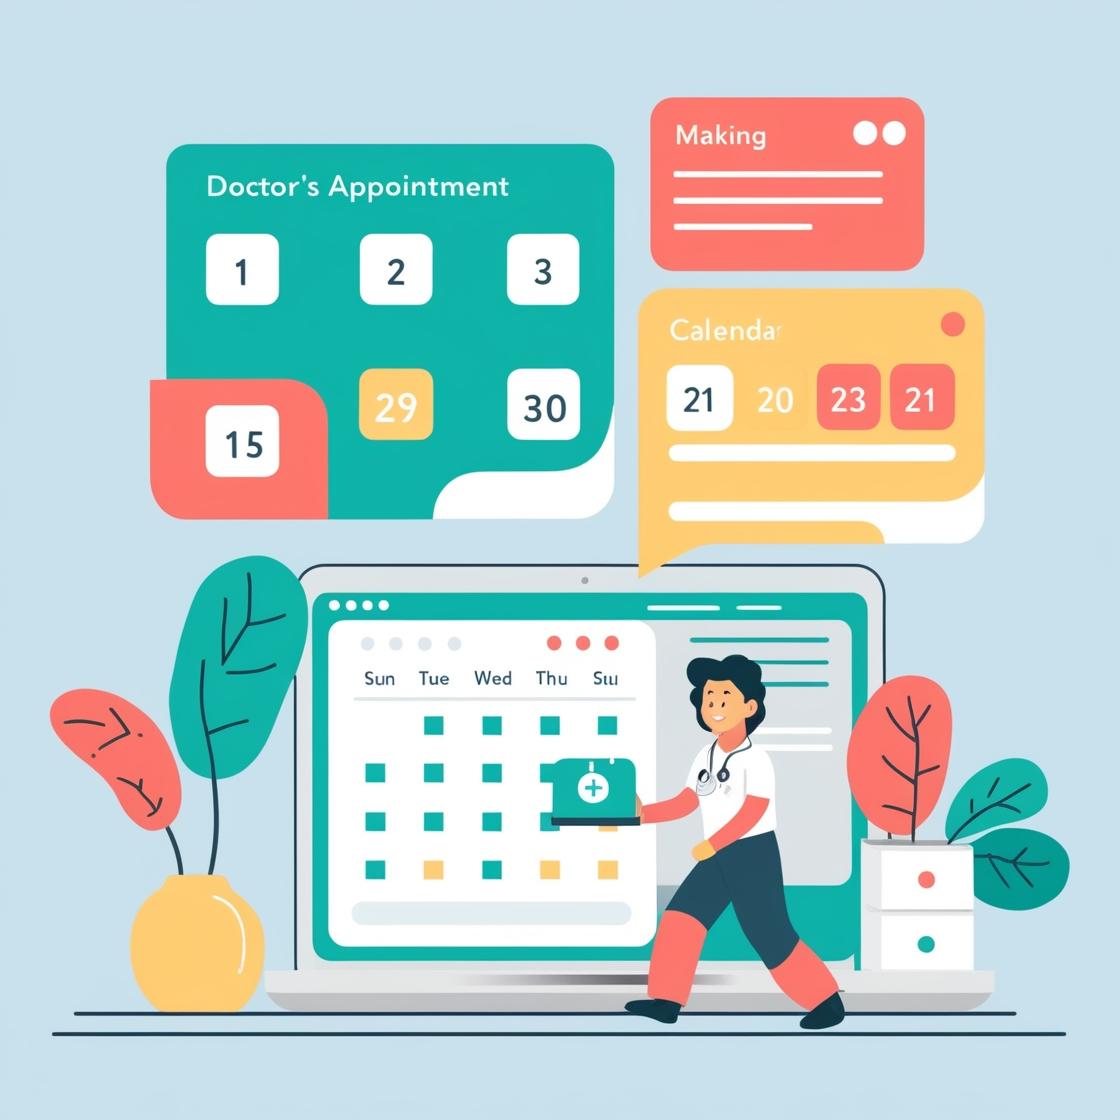 Doctor's Appointment
1 2 3
15 29 30
Making
Calendar
21 20 23 21
Sun Tue Wed Thu